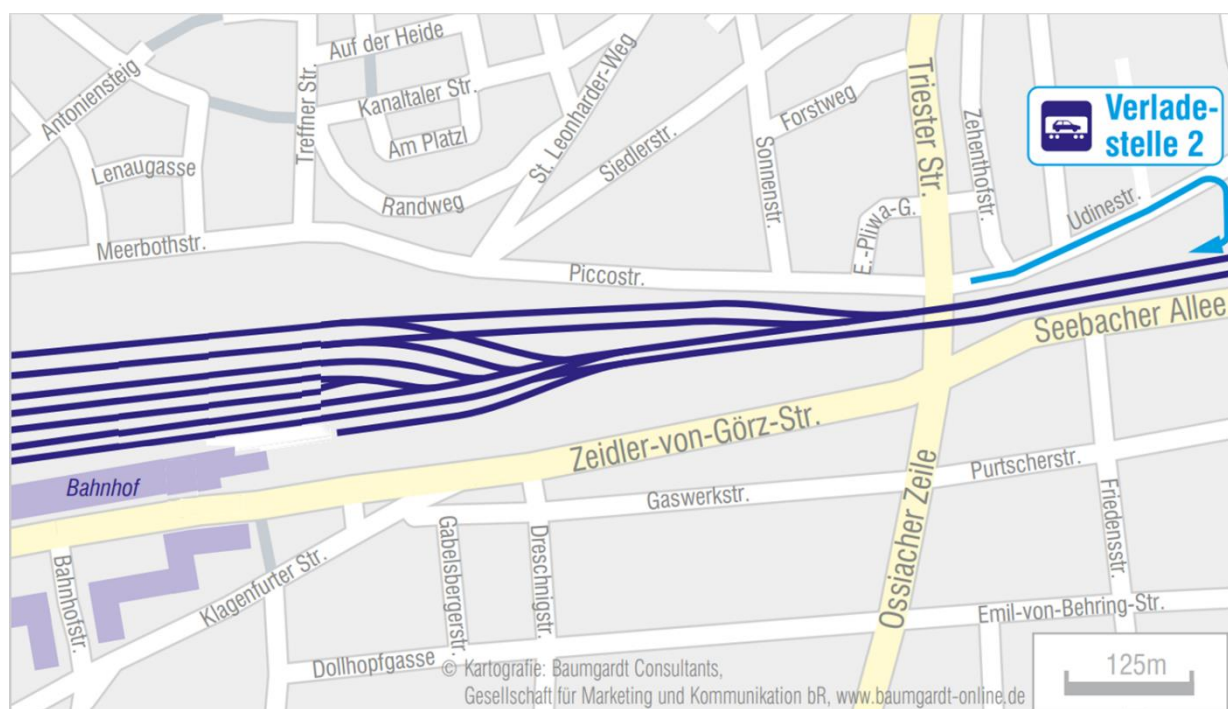 Auf der Heide
Antoniensteig
Treffner Str.
Kanaltaler Str.
St. Leonharder-Weg
Am Platzl
Lenaugasse
Randweg
Siedlerstr.
Sonnenstr.
Forstweg
Triester Str.
Zehenthofstr.
Verlade-
stelle 2
Udinestr.
E.-Pliwa-G.
Meerbothstr.
Piccostr.
Seebacher Allee
Zeidler-von-Görz-Str.
Bahnhof
Gaswerkstr.
Purtscherstr.
Ossiacher Zeile
Friedensstr.
Bahnhofstr.
Klagenfurter Str.
Gabelsbergerstr.
Dreschnigstr.
Emil-von-Behring-Str.
Dollhopfgasse
© Kartografie: Baumgardt Consultants,
Gesellschaft für Marketing und Kommunikation bR, www.baumgardt-online.de
125m